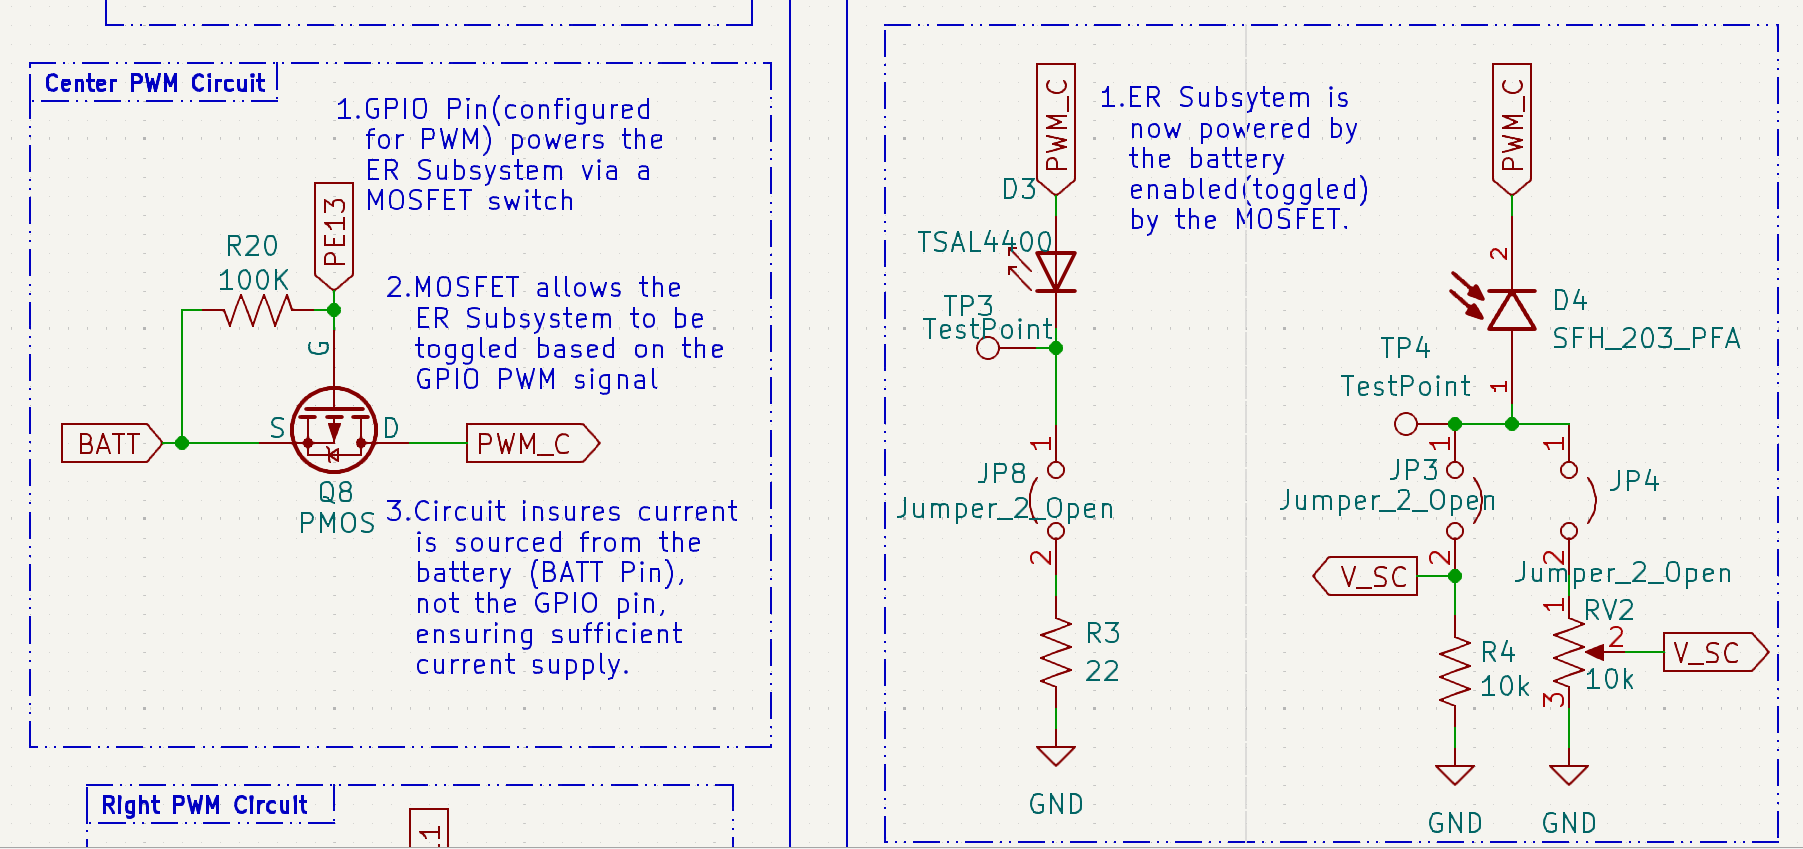 Center PWM Circuit
1.GPIO Pin(configured
for PWM) powers the
ER Subsystem via a
MOSFET switch
PE13
R20
100K
2.MOSFET allows the
ER Subsystem to be
toggled based on the
GPIO PWM signal
G
S
D
BATT
PWM_C
Q8
PMOS
3.Circuit insures current
is sourced from the
battery (BATT Pin),
not the GPIO pin,
ensuring sufficient
current supply.
Right PWM Circuit
1
PWM_C
1.ER Subsytem is
now powered by
the battery
enabled(toggled)
by the MOSFET.
D3
TSAL4400
TP3
TestPoint
1
JP8
Jumper_2_Open
2
R3
22
GND
PWM_C
2
D4
SFH_203_PFA
1
TP4
TestPoint
1
JP3
Jumper_2_Open
2
V_SC
R4
10k
GND
1
JP4
2
Jumper_2_Open
1
RV2
2
V_SC
10k
3
GND